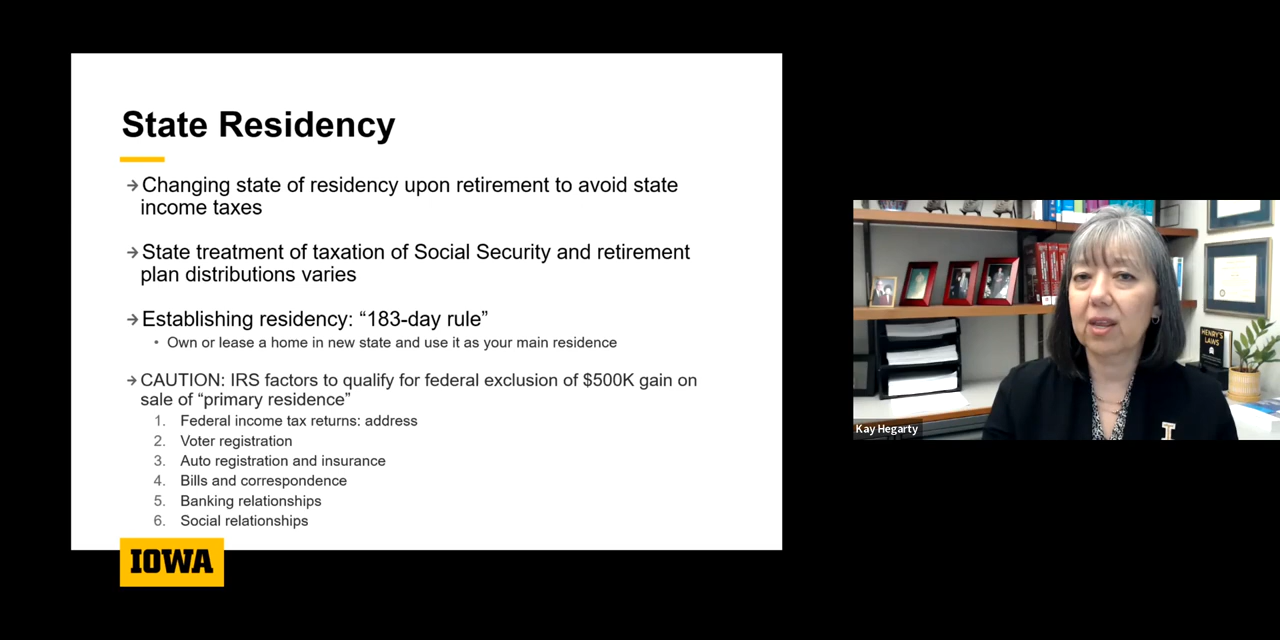 State Residency
Changing state of residency upon retirement to avoid state
income taxes
State treatment of taxation of Social Security and retirement
plan distributions varies
Establishing residency: “183-day rule”
Own or lease a home in new state and use it as your main residence
CAUTION: IRS factors to qualify for federal exclusion of $500K gain on
sale of “primary residence”
1. Federal income tax returns: address
2. Voter registration
3. Auto registration and insurance
4. Bills and correspondence
5. Banking relationships
6. Social relationships
IOWA
HENRY'S
LAWS
Kay Hegarty